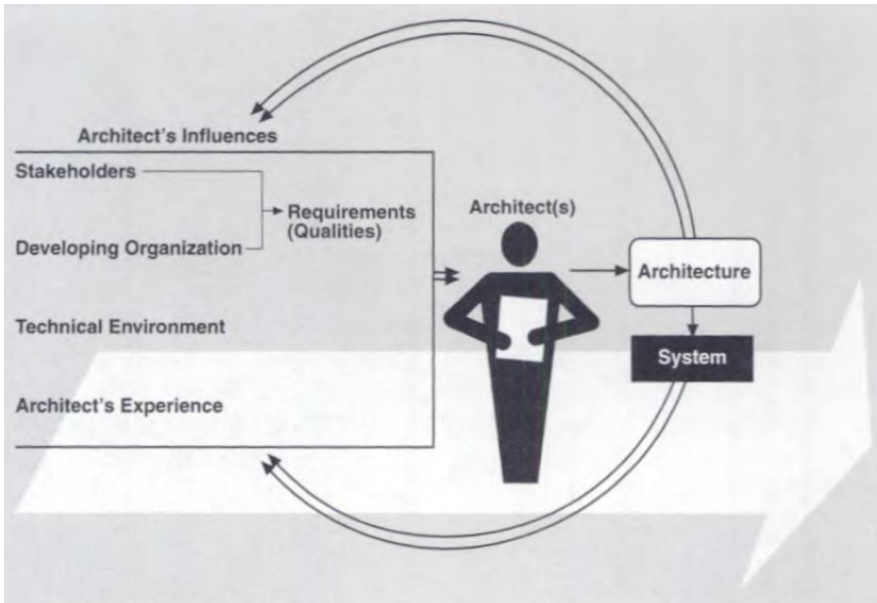 Architect's Influences
Stakeholders
Requirements
(Qualities)
Developing Organization
Technical Environment
Architect's Experience
Architect(s)
Architecture
System